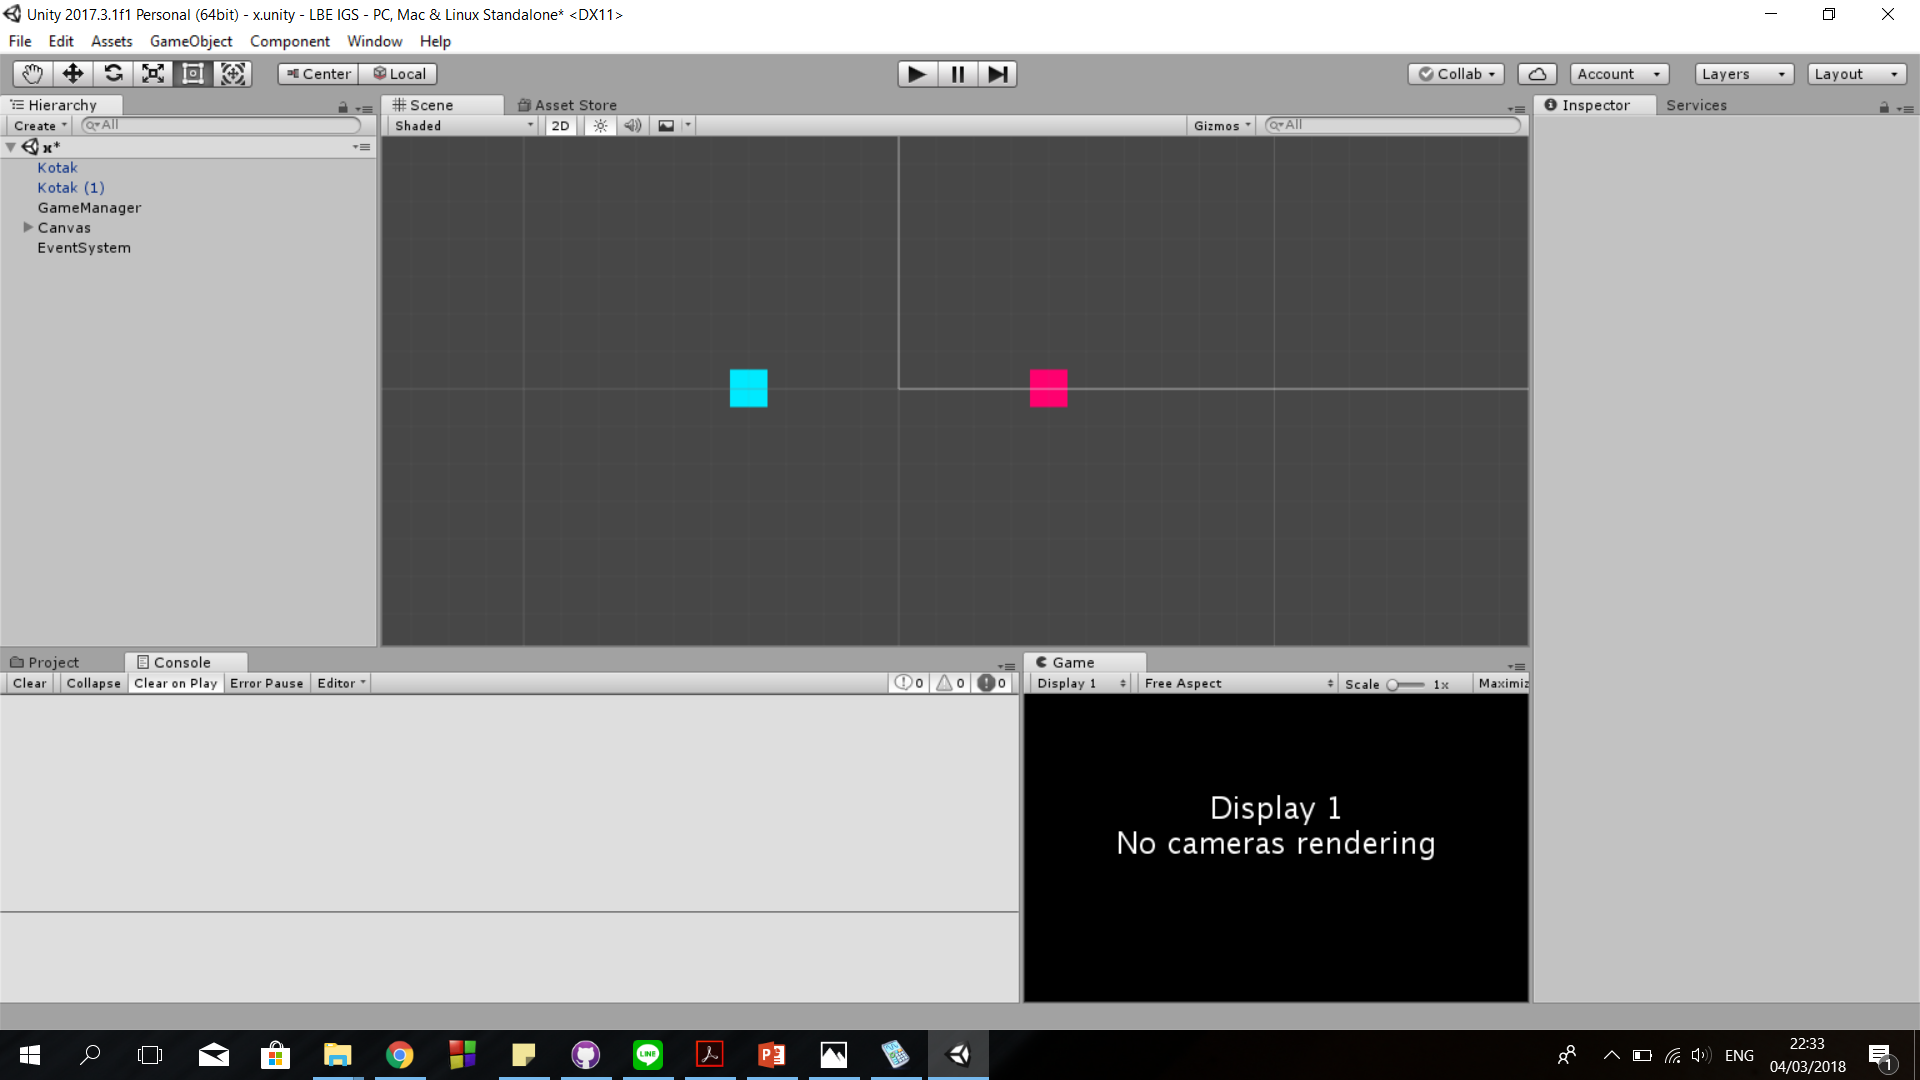 Unity 2017.3.1f1 Personal (64bit) - x.unity - LBE IGS - PC, Mac & Linux Standalone* <DX11>
File Edit Assets GameObject Component Window Help
Center Local Collab Account Layers Layout
Hierarchy Scene Asset Store Inspector Services
Create All Shaded 2D Gizmos All
x*
Kotak
Kotak (1)
GameManager
Canvas
EventSystem
Project Console Game
Clear Collapse Clear on Play Error Pause Editor 0 0 0 Display 1 Free Aspect Scale 1x Maximiz
Display 1
No cameras rendering
LINE
ENG
22:33
04/03/2018
1